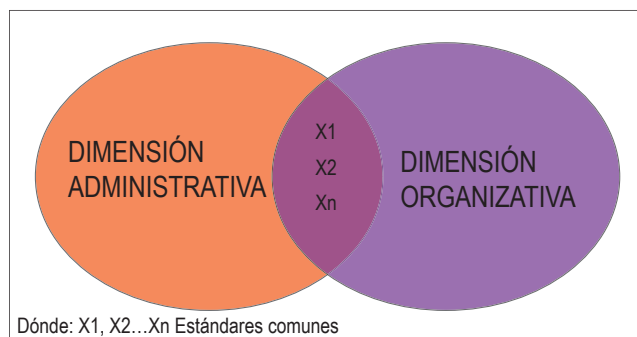 DIMENSIÓN
ADMINISTRATIVA
X1
X2
Xn
DIMENSIÓN
ORGANIZATIVA
Dónde: X1, X2...Xn Estándares comunes